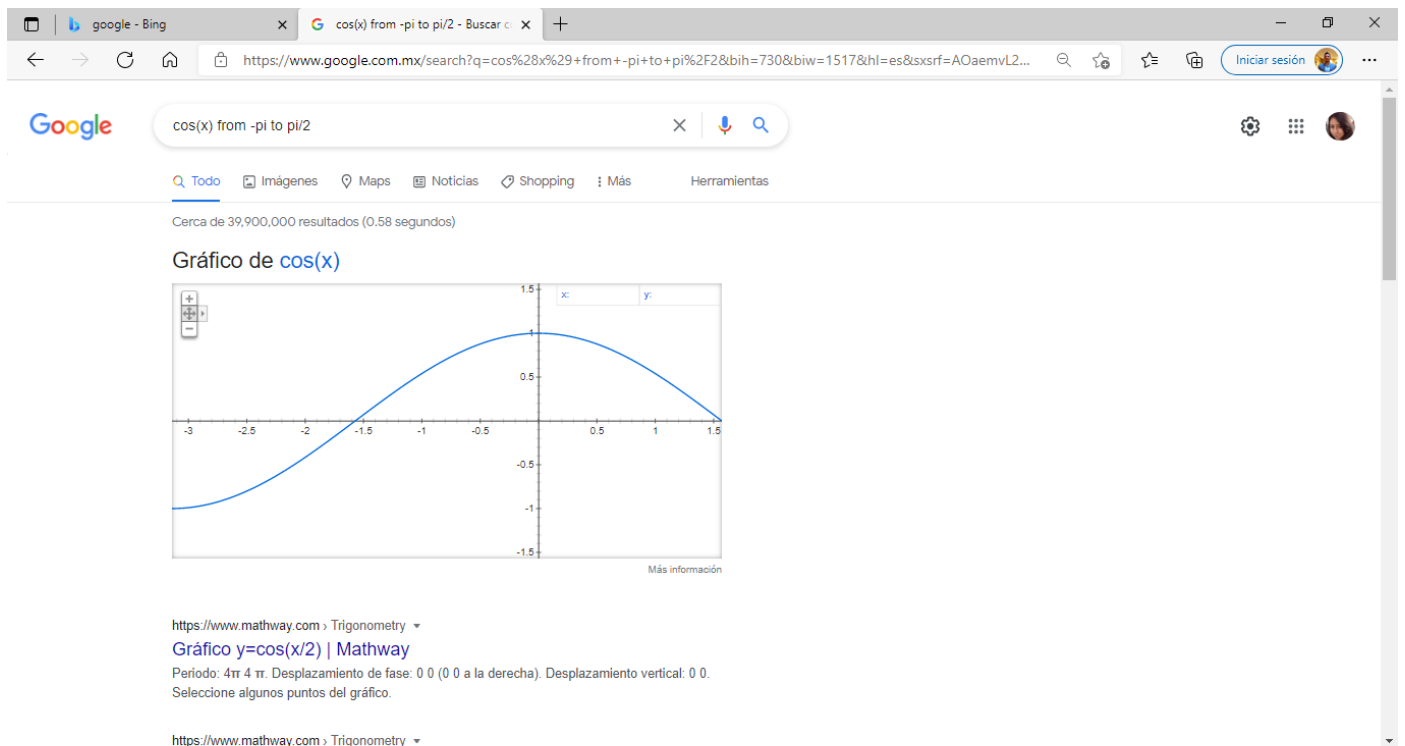 google - Bing
cos(x) from -pi to pi/2 - Buscar c
https://www.google.com.mx/search?q=cos%28x%29+from+-pi+to+pi%2F2&bih=730&biw=1517&hl=es&sxsrf=AOaemvL2...
Iniciar sesión
Google
cos(x) from -pi to pi/2
Todo
Imágenes
Maps
Noticias
Shopping
Más
Herramientas
Cerca de 39,900,000 resultados (0.58 segundos)
Gráfico de cos(x)
1.5
x:
y:
1
0.5
-3 -2.5 -2 -1.5 -1 -0.5 0.5 1 1.5
-0.5
-1
-1.5
Más información
https://www.mathway.com › Trigonometry
Gráfico y=cos(x/2) | Mathway
Periodo: 4π 4 π. Desplazamiento de fase: 0 0 (0 0 a la derecha). Desplazamiento vertical: 0 0.
Seleccione algunos puntos del gráfico.
https://www.mathway.com › Trigonometry